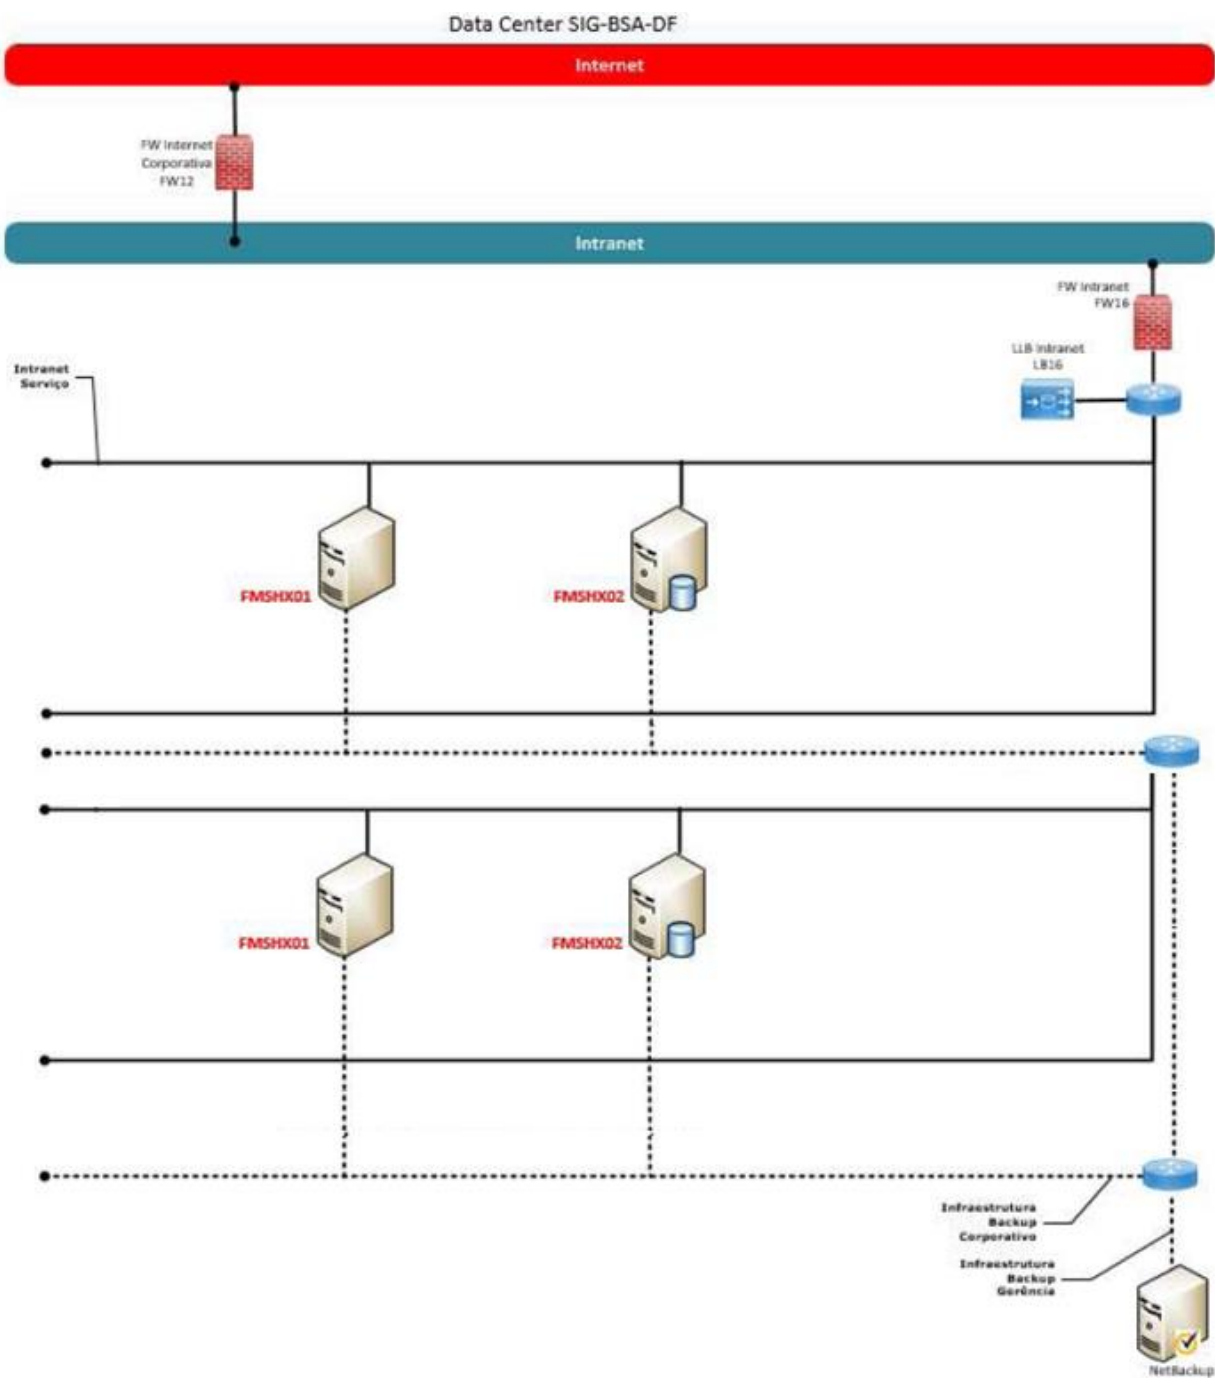 Data Center SIG-BSA-DF
Internet
FW Internet
Corporativa
FW12
Intranet
FW Intranet
FW16
LLB Intranet
LB16
Intranet
Serviço
FMSHX01
FMSHX02
FMSHX01
FMSHX02
Infraestrutura
Backup
Corporativo
Infraestrutura
Backup
Gerência
NetBackup